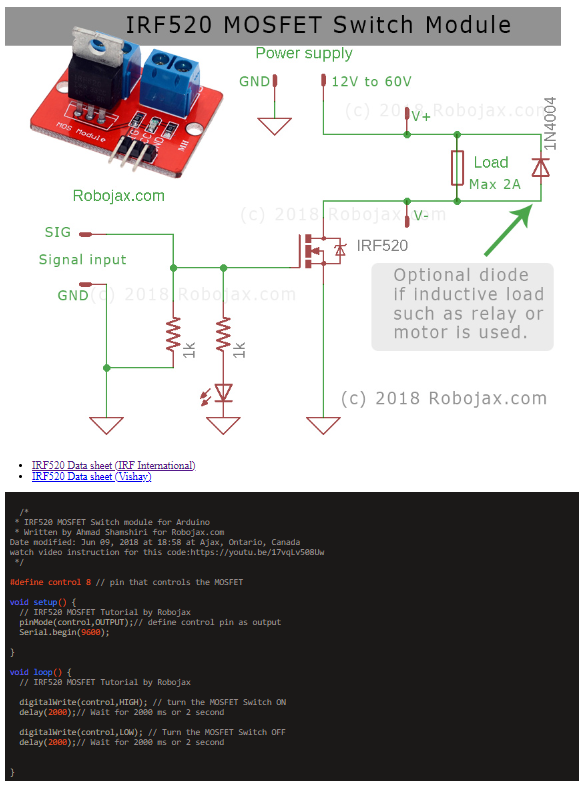 IRF520 MOSFET Switch Module
Power supply
GND
12V to 60V
(c) 2018 Robojax.com
1N4004
V+
MOS Module
SIG
VCC
GND
Load
Max 2A
Robojax.com
(c) 2018 Robojax.com
V-
SIG
IRF520
Signal input
Optional diode
if inductive load
such as relay or
motor is used.
GND
(c) 2018 Robojax.com
1k
1k
(c) 2018 Robojax.com
IRF520 Data sheet (IRF International)
IRF520 Data sheet (Vishay)
/*
* IRF520 MOSFET Switch module for Arduino
* Written by Ahmad Shamshiri for Robojax.com
Date modified: Jun 09, 2018 at 18:58 at Ajax, Ontario, Canada
watch video instruction for this code:https://youtu.be/17vqLv508Uw
*/
#define control 8 // pin that controls the MOSFET
void setup() {
// IRF520 MOSFET Tutorial by Robojax
pinMode(control,OUTPUT);// define control pin as output
Serial.begin(9600);
}
void loop() {
// IRF520 MOSFET Tutorial by Robojax
digitalWrite(control,HIGH); // turn the MOSFET Switch ON
delay(2000);// Wait for 2000 ms or 2 second
digitalWrite(control,LOW); // Turn the MOSFET Switch OFF
delay(2000);// Wait for 2000 ms or 2 second
}